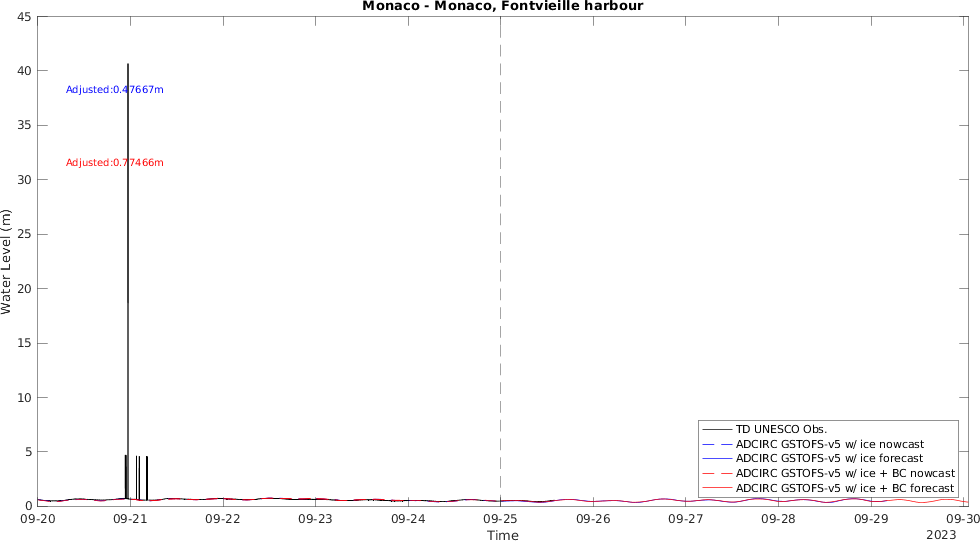 Monaco - Monaco, Fontvieille harbour
45
40
35
30
25
20
15
10
5
0
Water Level (m)
Adjusted:0.47667m
Adjusted:0.77466m
TD UNESCO Obs.
ADCIRC GSTOFS-v5 w/ ice nowcast
ADCIRC GSTOFS-v5 w/ ice forecast
ADCIRC GSTOFS-v5 w/ ice + BC nowcast
ADCIRC GSTOFS-v5 w/ ice + BC forecast
09-20 09-21 09-22 09-23 09-24 09-25 09-26 09-27 09-28 09-29 09-30
Time
2023